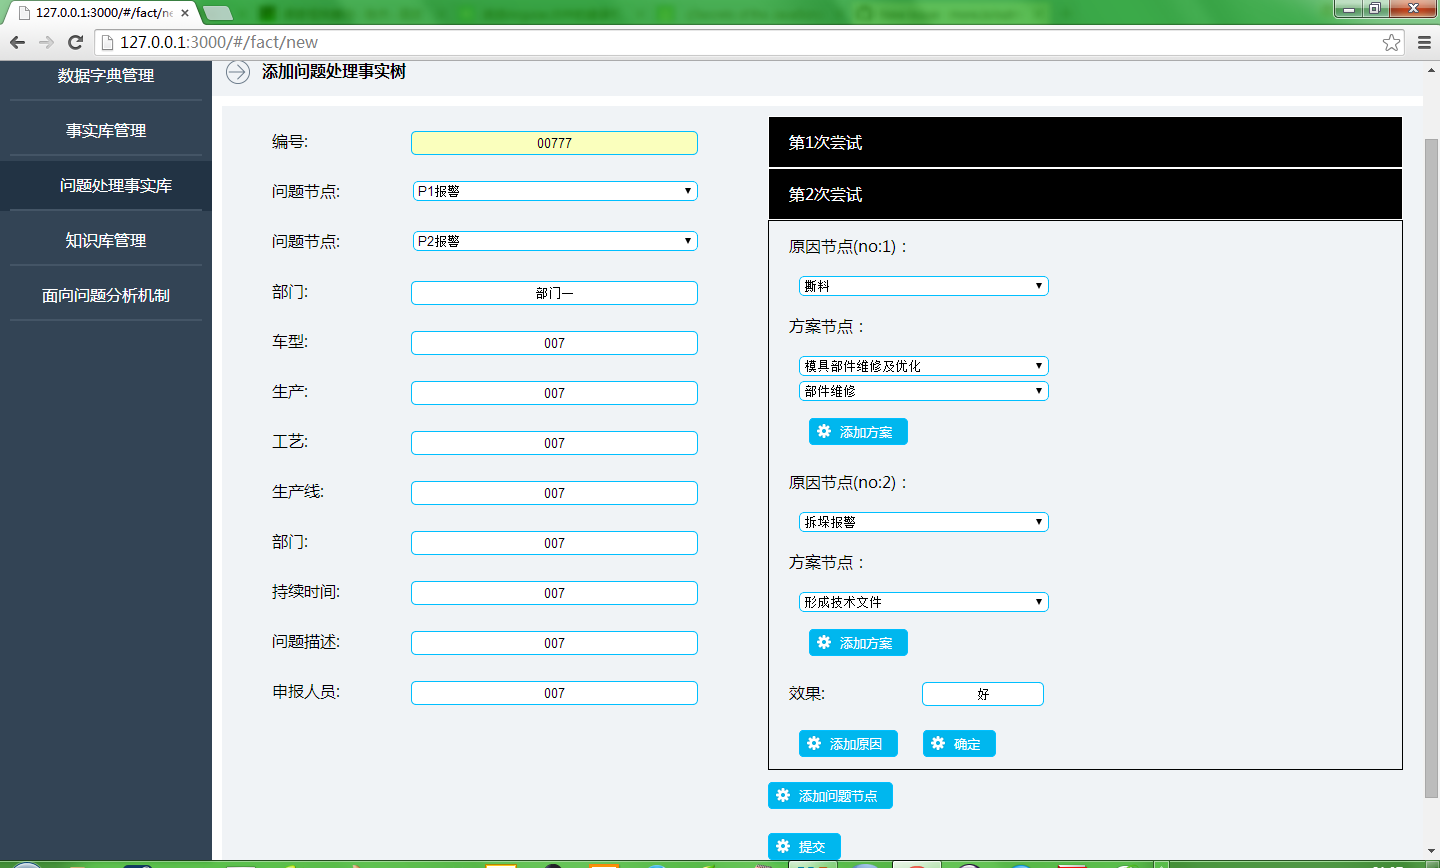 127.0.0.1:3000/#/fact/ne
127.0.0.1:3000/#/fact/new
数据字典管理
事实库管理
问题处理事实库
知识库管理
面向问题分析机制
添加问题处理事实树
编号: 00777
问题节点: P1报警
问题节点: P2报警
部门: 部门一
车型: 007
生产: 007
工艺: 007
生产线: 007
部门: 007
持续时间: 007
问题描述: 007
申报人员: 007
第1次尝试
第2次尝试
原因节点(no:1)：
撕料
方案节点：
模具部件维修及优化
部件维修
添加方案
原因节点(no:2)：
拆垛报警
方案节点：
形成技术文件
添加方案
效果: 好
添加原因 确定
添加问题节点
提交